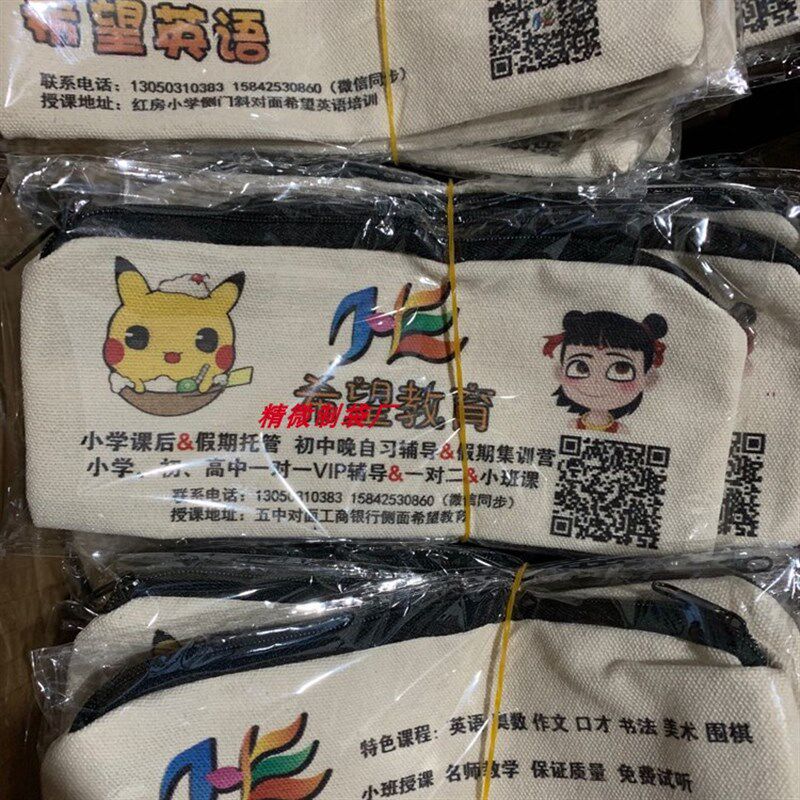 希望英语
联系电话：13050310383 15842530860（微信同步）
授课地址：红房小学侧门斜对面希望英语培训
希望教育
精微制袋厂
小学课后&假期托管 初中晚自习辅导&假期集训营
小学、初、高中一对一VIP辅导&一对二&小班课
联系电话：13050310383 15842530860（微信同步）
授课地址：五中对面工商银行侧面希望教育
特色课程：英语 奥数 作文 口才 书法 美术 围棋
小班授课 名师教学 保证质量 免费试听